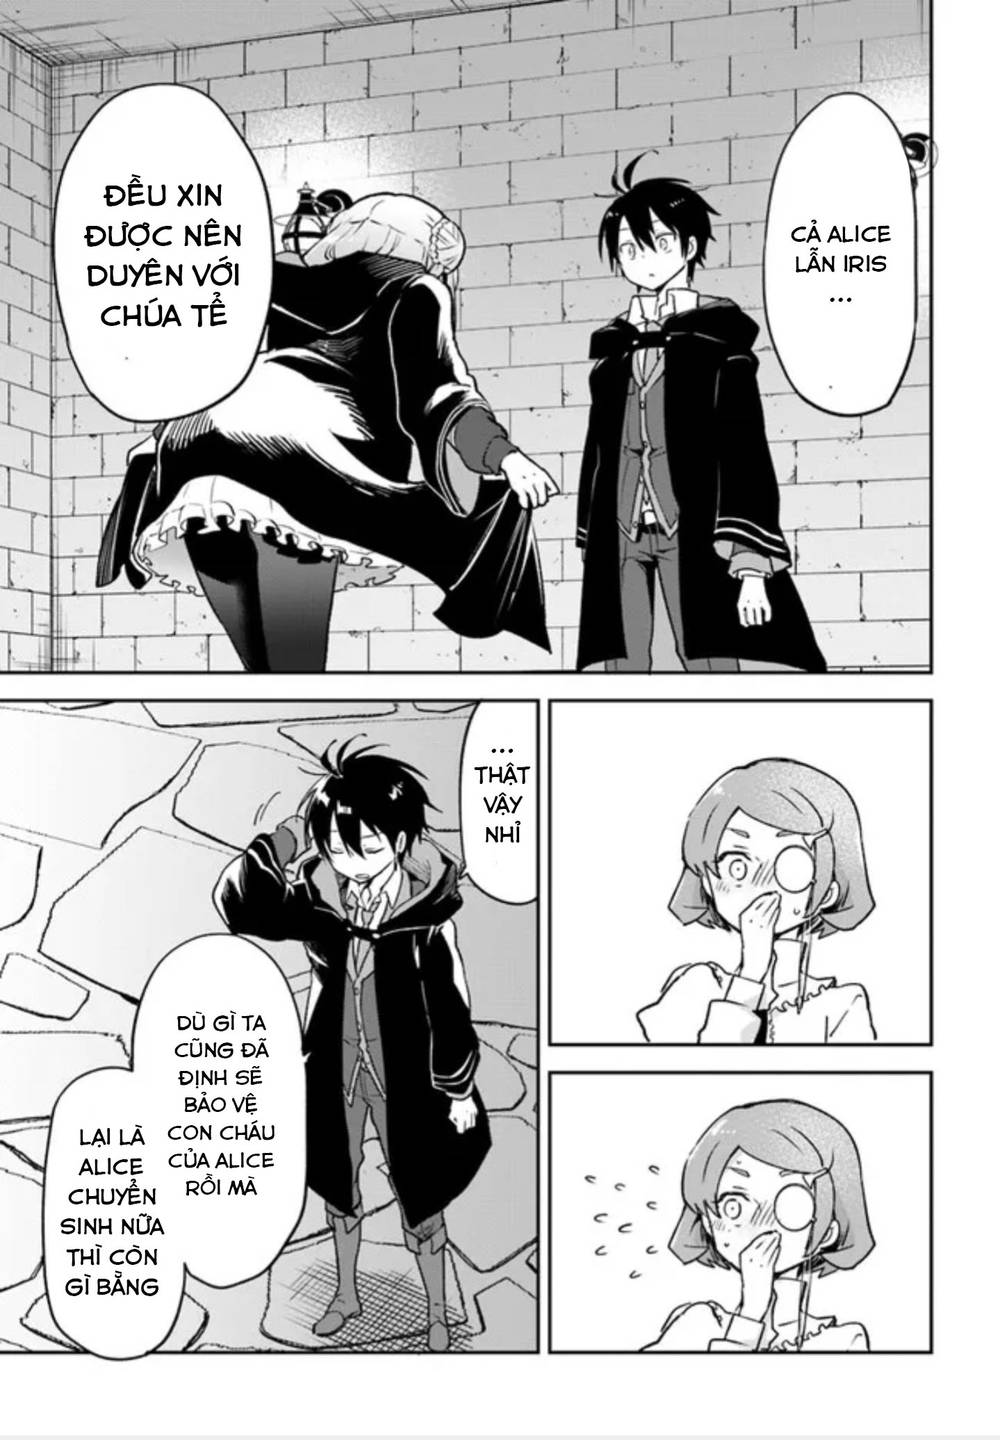 CẢ ALICE
LẪN IRIS
...
ĐỀU XIN
ĐƯỢC NÊN
DUYÊN VỚI
CHÚA TỂ
...
THẬT
VẬY
NHỈ
DÙ GÌ TA
CŨNG ĐÃ
ĐỊNH SẼ
BẢO VỆ
CON CHÁU
CỦA ALICE
RỒI MÀ
LẠI LÀ
ALICE
CHUYỂN
SINH NỮA
THÌ CÒN
GÌ BẰNG